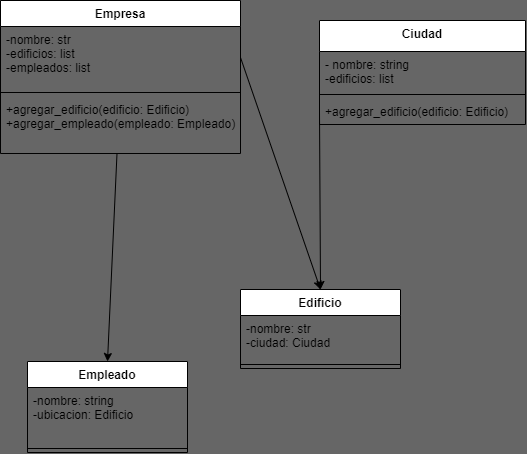 Empresa
-nombre: str
-edificios: list
-empleados: list
+agregar_edificio(edificio: Edificio)
+agregar_empleado(empleado: Empleado)
Ciudad
- nombre: string
-edificios: list
+agregar_edificio(edificio: Edificio)
Edificio
-nombre: str
-ciudad: Ciudad
Empleado
-nombre: string
-ubicacion: Edificio